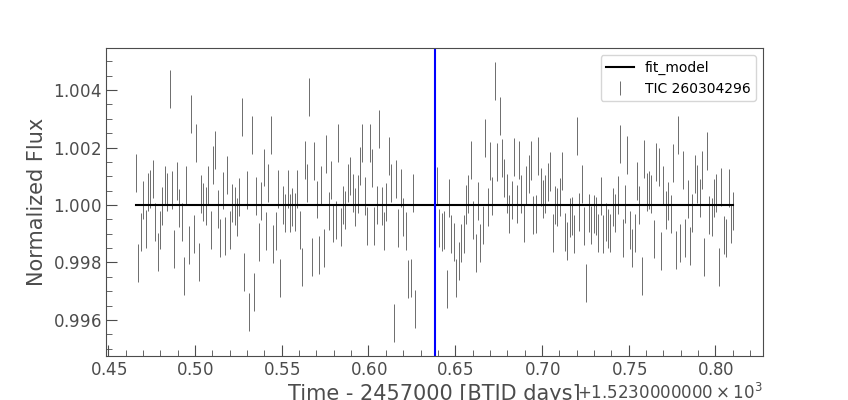 fit_model
TIC 260304296
1.004
1.002
1.000
0.998
0.996
Normalized Flux
0.45 0.50 0.55 0.60 0.65 0.70 0.75 0.80
Time - 2457000 [BTJD days]
+1.5230000000 × 10³